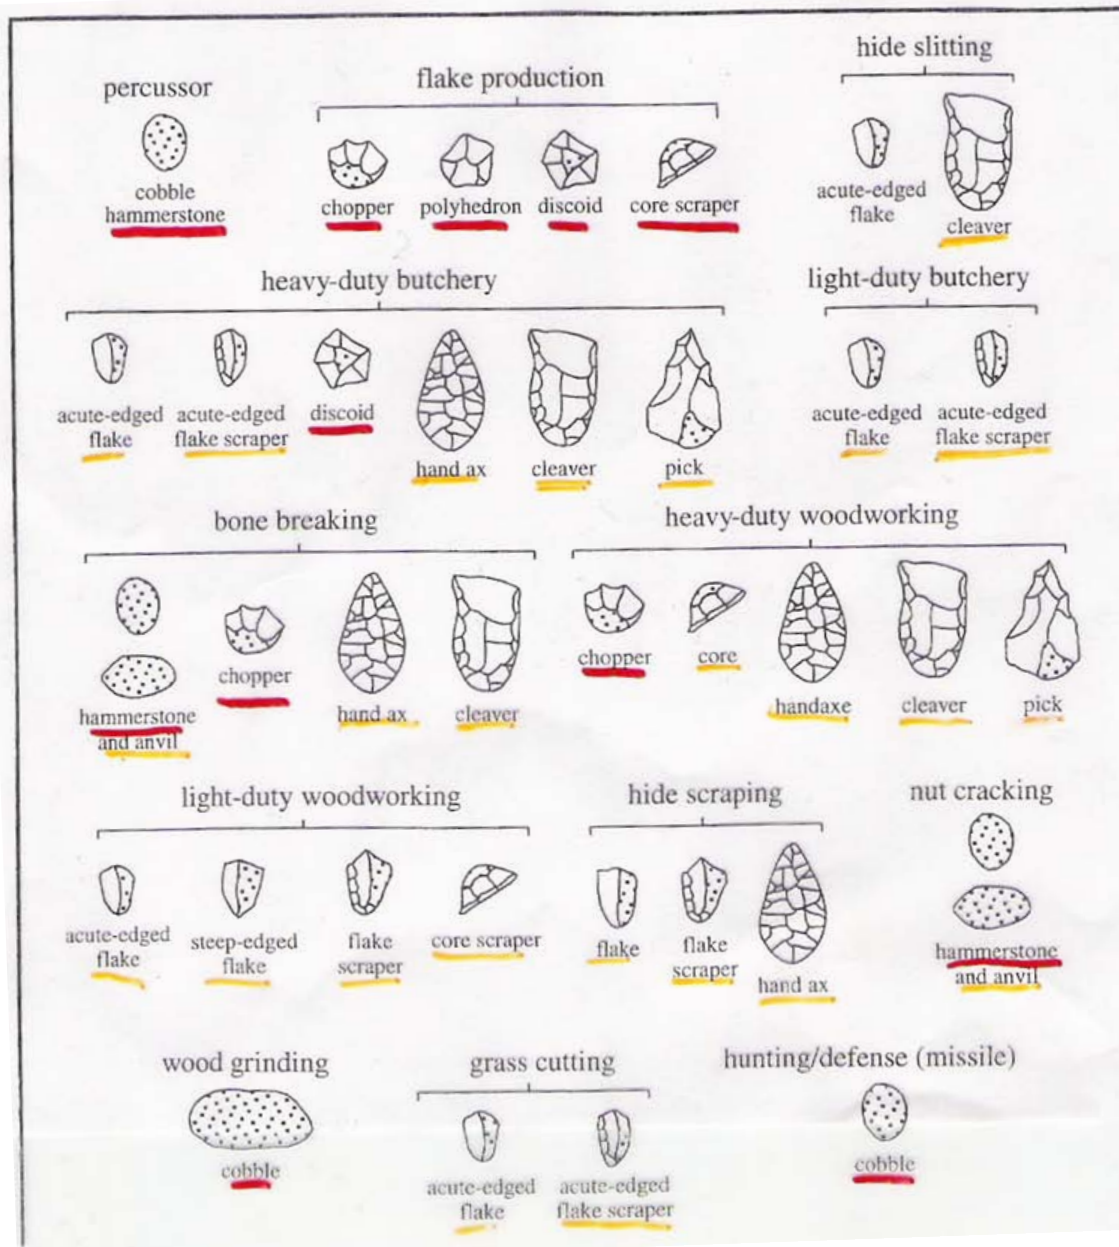 percussor
cobble
hammerstone
flake production
chopper
polyhedron
discoid
core scraper
hide slitting
acute-edged
flake
cleaver
heavy-duty butchery
acute-edged
flake
acute-edged
flake scraper
discoid
hand ax
cleaver
pick
light-duty butchery
acute-edged
flake
acute-edged
flake scraper
bone breaking
hammerstone
and anvil
chopper
hand ax
cleaver
heavy-duty woodworking
chopper
core
handaxe
cleaver
pick
light-duty woodworking
acute-edged
flake
steep-edged
flake
flake
scraper
core scraper
hide scraping
flake
flake
scraper
hand ax
nut cracking
hammerstone
and anvil
wood grinding
cobble
grass cutting
acute-edged
flake
acute-edged
flake scraper
hunting/defense (missile)
cobble